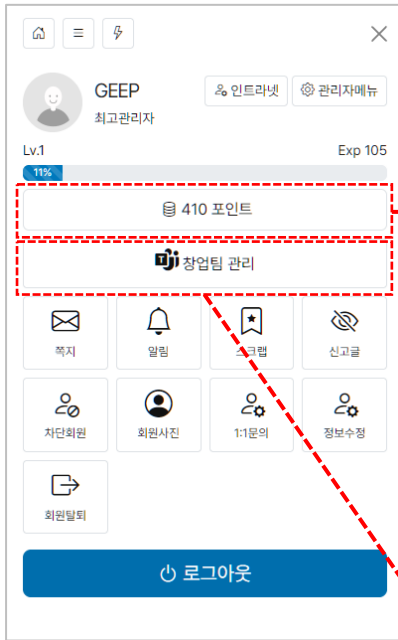 GEEP
최고관리자
인트라넷
관리자메뉴
Lv.1
Exp 105
11%
410 포인트
창업팀 관리
쪽지
알림
스크랩
신고글
차단회원
회원사진
1:1문의
정보수정
회원탈퇴
로그아웃